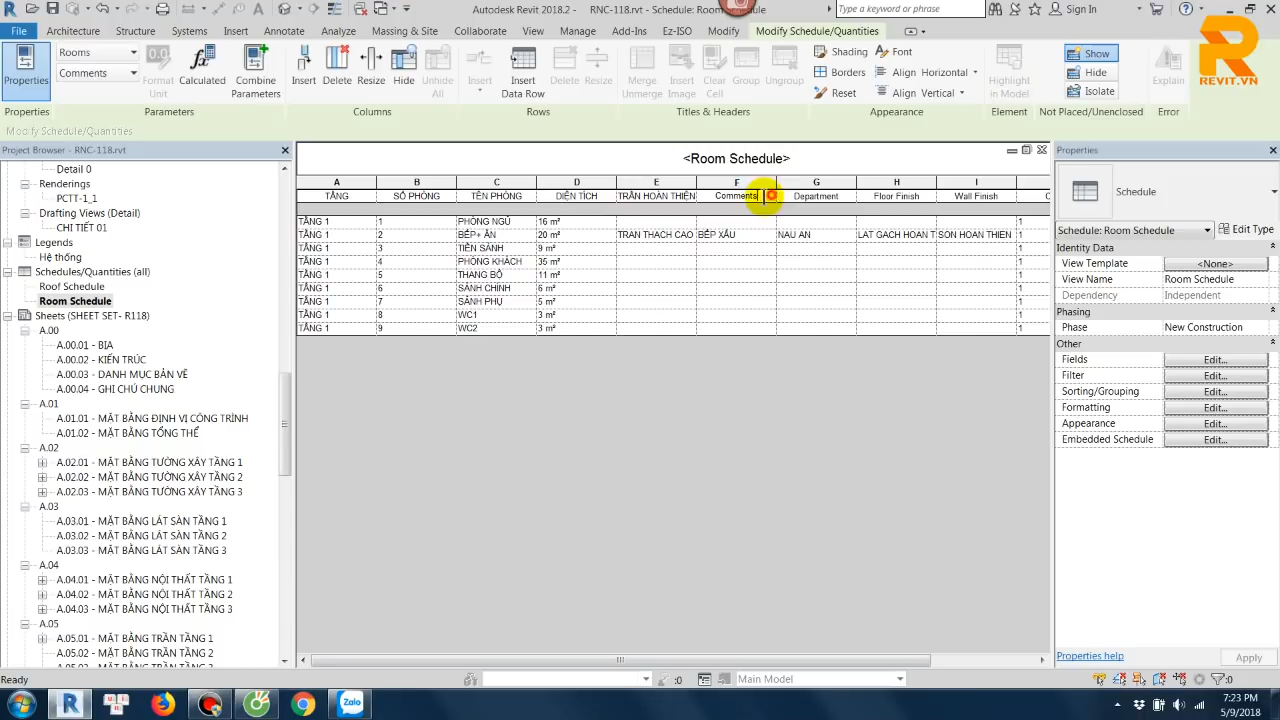 Autodesk Revit 2018.2 - RNC-118.rvt - Schedule: Room Schedule
Type a keyword or phrase
Sign In
File Architecture Structure Systems Insert Annotate Analyze Massing & Site Collaborate View Manage Add-Ins Ez-ISO Modify Modify Schedule/Quantities
Properties
Rooms
Comments
Format Unit
Calculated
Combine Parameters
Insert
Delete
Resize
Hide
Unhide All
Insert
Insert Data Row
Delete
Resize
Merge Unmerge
Insert Image
Clear Cell
Group
Ungroup
Shading
Borders
Reset
Font
Align Horizontal
Align Vertical
Highlight in Model
Show
Hide
Isolate
Explain
REVIT.VN
Properties Parameters Columns Rows Titles & Headers Appearance Element Not Placed/Unenclosed Error
Modify Schedule/Quantities
Project Browser - RNC-118.rvt
Detail 0
Renderings
PCTT-1_1
Drafting Views (Detail)
CHI TIẾT 01
Legends
Hệ thống
Schedules/Quantities (all)
Roof Schedule
Room Schedule
Sheets (SHEET SET- R118)
A.00
A.00.01 - BÌA
A.00.02 - KIẾN TRÚC
A.00.03 - DANH MỤC BẢN VẼ
A.00.04 - GHI CHÚ CHUNG
A.01
A.01.01 - MẶT BẰNG ĐỊNH VỊ CÔNG TRÌNH
A.01.02 - MẶT BẰNG TỔNG THỂ
A.02
A.02.01 - MẶT BẰNG TƯỜNG XÂY TẦNG 1
A.02.02 - MẶT BẰNG TƯỜNG XÂY TẦNG 2
A.02.03 - MẶT BẰNG TƯỜNG XÂY TẦNG 3
A.03
A.03.01 - MẶT BẰNG LÁT SÀN TẦNG 1
A.03.02 - MẶT BẰNG LÁT SÀN TẦNG 2
A.03.03 - MẶT BẰNG LÁT SÀN TẦNG 3
A.04
A.04.01 - MẶT BẰNG NỘI THẤT TẦNG 1
A.04.02 - MẶT BẰNG NỘI THẤT TẦNG 2
A.04.03 - MẶT BẰNG NỘI THẤT TẦNG 3
A.05
A.05.01 - MẶT BẰNG TRẦN TẦNG 1
A.05.02 - MẶT BẰNG TRẦN TẦNG 2
<Room Schedule>
A B C D E F G H I
TẦNG SỐ PHÒNG TÊN PHÒNG DIỆN TÍCH TRẦN HOÀN THIỆN Comments Department Floor Finish Wall Finish C
TẦNG 1 1 PHÒNG NGỦ 16 m² 1
TẦNG 1 2 BẾP+ ĂN 20 m² TRAN THACH CAO BẾP XẤU NAU AN LAT GACH HOAN T SON HOAN THIEN 1
TẦNG 1 3 TIỀN SẢNH 9 m² 1
TẦNG 1 4 PHÒNG KHÁCH 35 m² 1
TẦNG 1 5 THANG BỘ 11 m² 1
TẦNG 1 6 SẢNH CHÍNH 6 m² 1
TẦNG 1 7 SẢNH PHỤ 5 m² 1
TẦNG 1 8 WC1 3 m² 1
TẦNG 1 9 WC2 3 m² 1
Properties
Schedule
Schedule: Room Schedule Edit Type
Identity Data
View Template <None>
View Name Room Schedule
Dependency Independent
Phasing
Phase New Construction
Other
Fields Edit...
Filter Edit...
Sorting/Grouping Edit...
Formatting Edit...
Appearance Edit...
Embedded Schedule Edit...
Properties help Apply
Ready
:0
Main Model
:0
Zalo
7:23 PM
5/9/2018